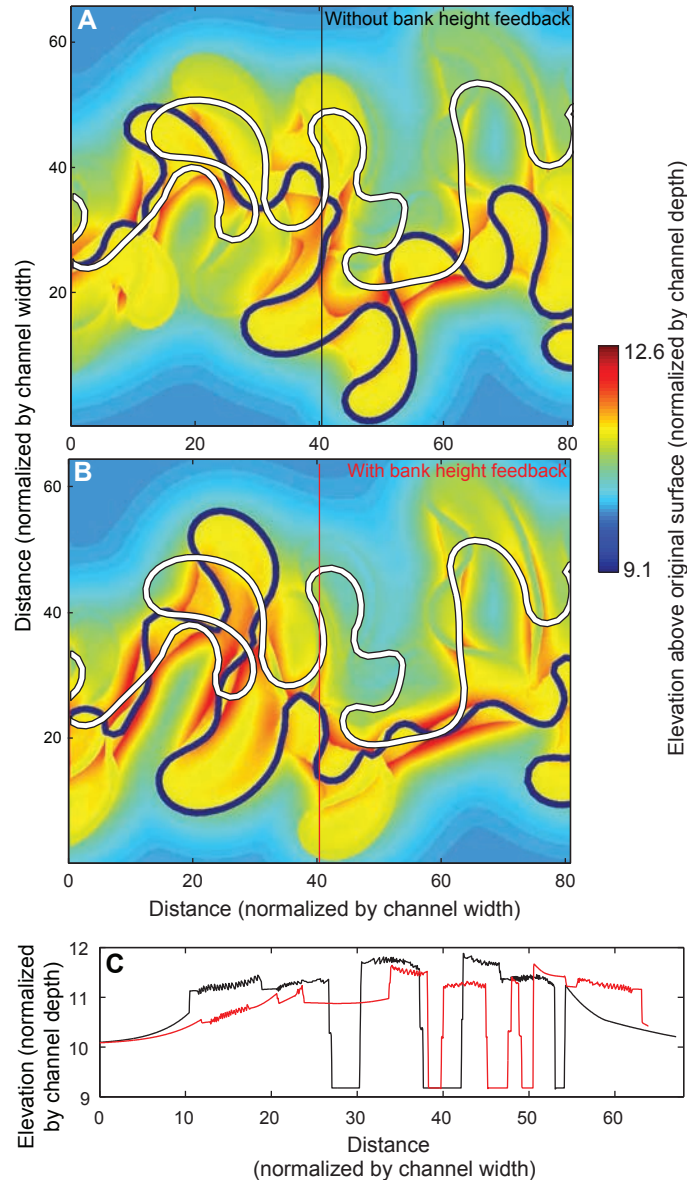 A
Without bank height feedback
60
40
20
0
20
40
60
80
Distance (normalized by channel width)
B
With bank height feedback
60
40
20
0
0
20
40
60
80
Distance (normalized by channel width)
12.6
9.1
Elevation above original surface (normalized by channel depth)
C
12
11
10
9
0
10
20
30
40
50
60
Elevation (normalized
by channel depth)
Distance
(normalized by channel width)